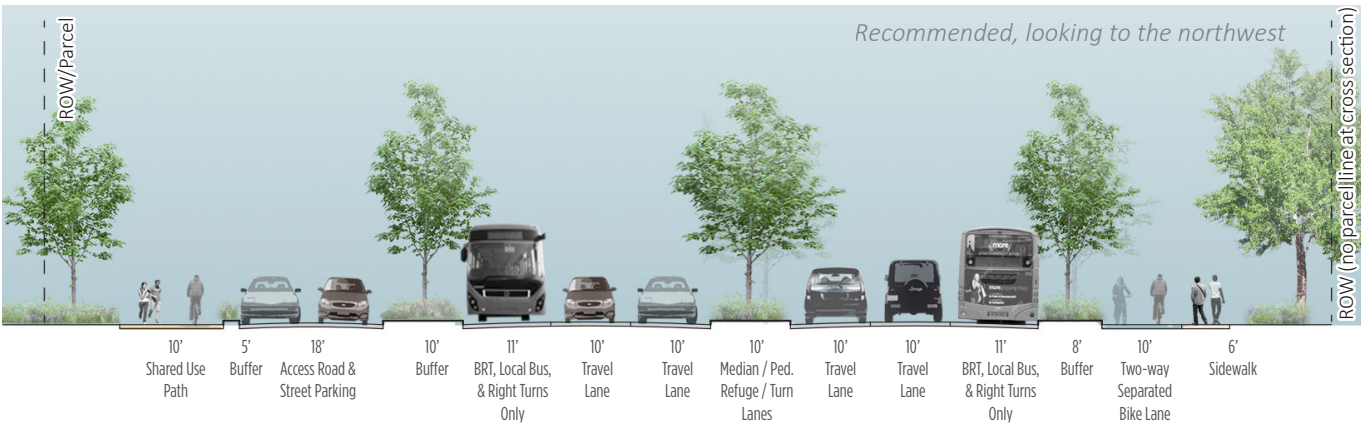 Recommended, looking to the northwest
ROW/Parcel
ROW (no parcel line at cross section)
more
more
10’
Shared Use
Path
5’
Buffer
18’
Access Road &
Street Parking
10’
Buffer
11’
BRT, Local Bus,
& Right Turns
Only
10’
Travel
Lane
10’
Travel
Lane
10’
Median / Ped.
Refuge / Turn
Lanes
10’
Travel
Lane
10’
Travel
Lane
11’
BRT, Local Bus,
& Right Turns
Only
8’
Buffer
10’
Two-way
Separated
Bike Lane
6’
Sidewalk